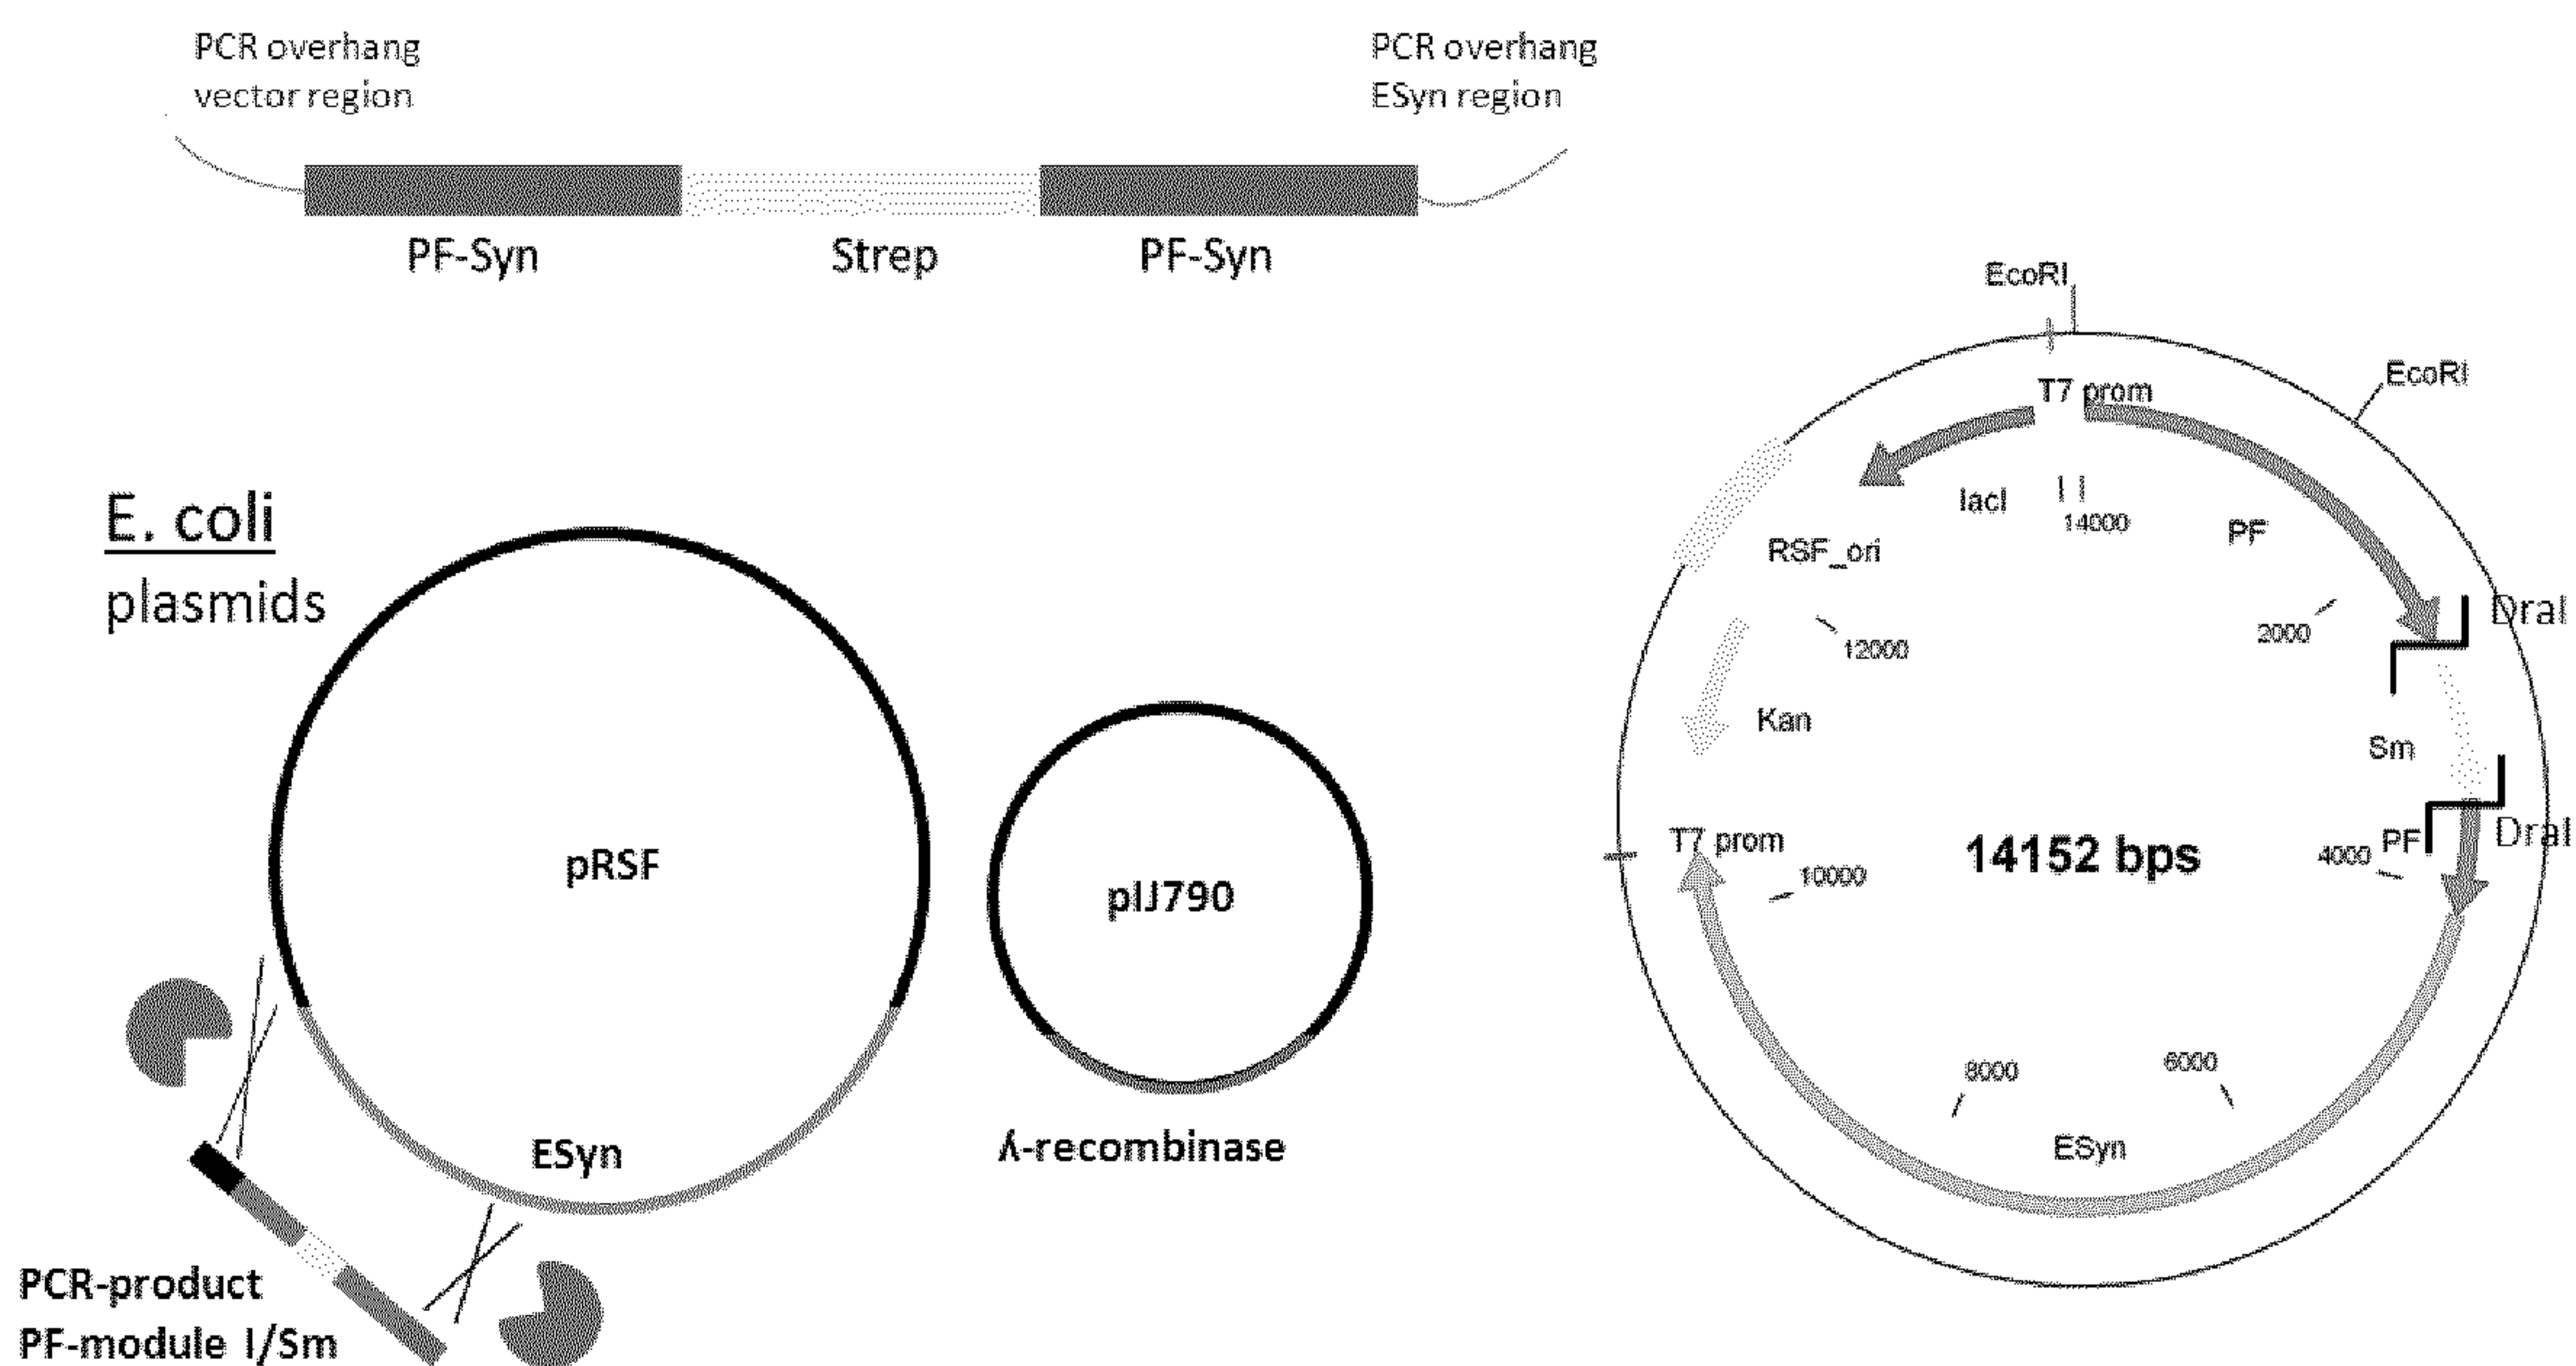 PCR overhang
vector region
PCR overhang
ESyn region
PF-Syn
Strep
PF-Syn
E. coli
plasmids
pRSF
ESyn
pIJ790
λ-recombinase
PCR-product
PF-module I/Sm
EcoRI
EcoRI
T7 prom
lacI
14000
PF
RSF_ori
12000
2000
DraI
Kan
Sm
T7 prom
10000
14152 bps
4000
PF
DraI
8000
6000
ESyn